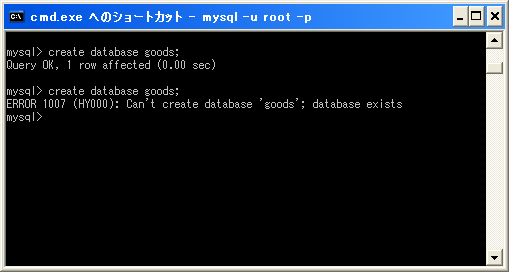 cmd.exe へのショートカット - mysql -u root -p
mysql> create database goods;
Query OK, 1 row affected (0.00 sec)
mysql> create database goods;
ERROR 1007 (HY000): Can't create database 'goods'; database exists
mysql>